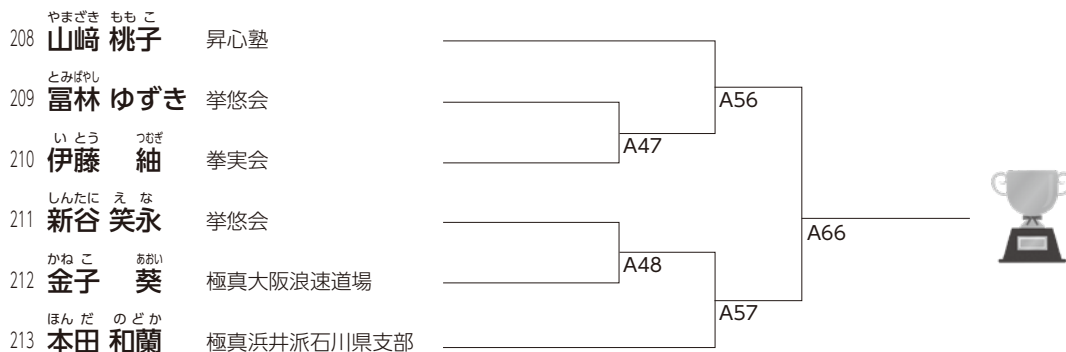 やまざき ももこ
208 山﨑 桃子 昇心塾
とみばやし
209 冨林 ゆずき 挙悠会
A56
いとう つむぎ
210 伊藤 紬 拳実会
A47
しんたに えな
211 新谷 笑永 挙悠会
A66
かねこ あおい
212 金子 葵 極真大阪浪速道場
A48
ほんだ のどか
213 本田 和蘭 極真浜井派石川県支部
A57